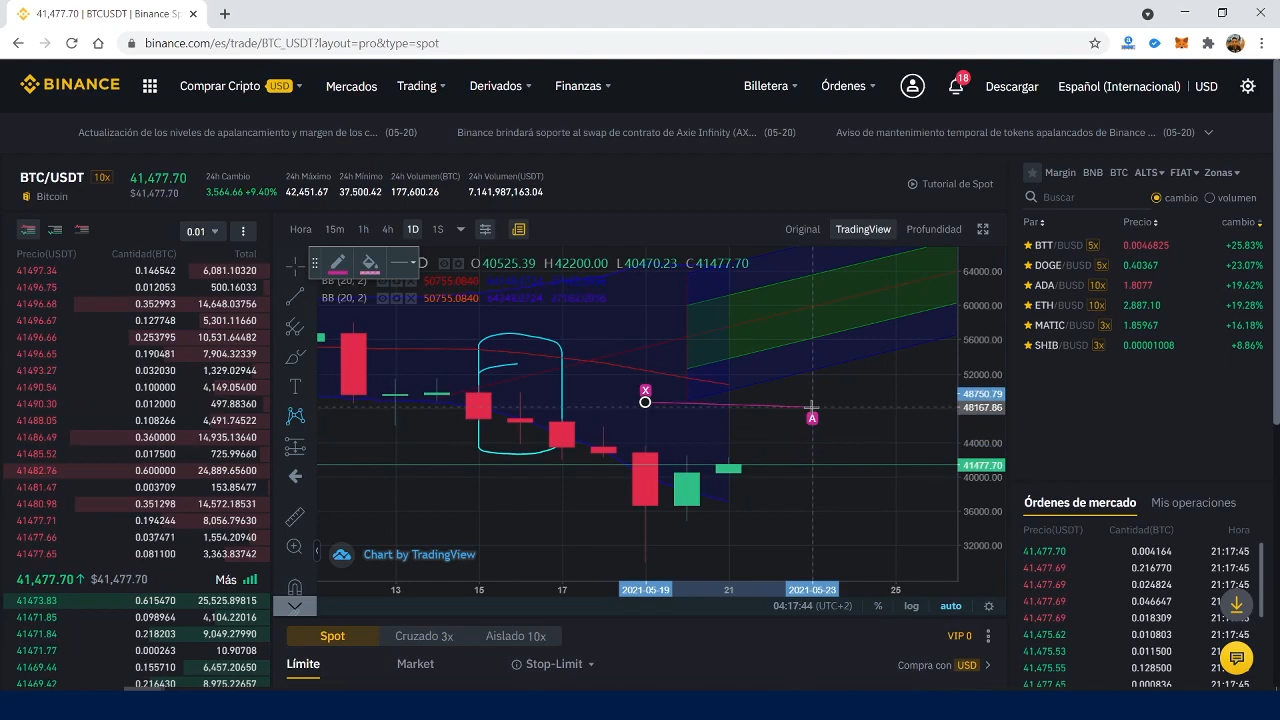 41,477.70 | BTCUSDT | Binance Sp
binance.com/es/trade/BTC_USDT?layout=pro&type=spot
BINANCE
Comprar Cripto USD
Mercados
Trading
Derivados
Finanzas
Billetera
Órdenes
18
Descargar
Español (Internacional)
USD
Actualización de los niveles de apalancamiento y margen de los c... (05-20)
Binance brindará soporte al swap de contrato de Axie Infinity (AX... (05-20)
Aviso de mantenimiento temporal de tokens apalancados de Binance ... (05-20)
BTC/USDT 10x
Bitcoin
41,477.70
$41,477.70
24h Cambio
3,564.66 +9.40%
24h Máximo
42,451.67
24h Mínimo
37,500.42
24h Volumen(BTC)
177,600.26
24h Volumen(USDT)
7,141,987,163.04
Tutorial de Spot
0.01
Precio(USDT) Cantidad(BTC) Total
41497.34 0.146542 6,081.10320
41496.75 0.012053 500.16033
41496.68 0.352993 14,648.03756
41496.67 0.127748 5,301.11660
41496.66 0.253795 10,531.64482
41495.04 0.190481 7,904.12339
41493.27 0.032030 1,329.02944
41490.54 0.100000 4,149.05400
41490.30 0.012000 497.88360
41488.05 0.108266 4,491.74522
41486.49 0.360000 14,935.13640
41485.52 0.017500 725.99660
41482.76 0.600000 24,889.65600
41481.47 0.003709 153.85477
41480.98 0.351298 14,572.18531
41477.71 0.194244 8,056.79630
41477.66 0.037471 1,554.20940
41477.65 0.081100 3,363.83742
41,477.70 $41,477.70 Más
41473.83 0.615470 25,525.89815
41471.85 0.098964 4,104.22016
41471.84 0.218203 9,049.27990
41471.77 0.000263 10.90708
41469.44 0.155710 6,457.20560
41469.42 0.216430 8,975.22657
Hora 15m 1h 4h 1D 1S
Original TradingView Profundidad
D O40525.39 H42200.00 L40470.23 C41477.70
BB (20, 2) 50755.0840
BB (20, 2) 50755.0840
X
A
64000.00
60000.00
56000.00
52000.00
48750.79
48167.86
44000.00
41477.70
40000.00
36000.00
32000.00
Chart by TradingView
13 15 17 2021-05-19 21 2021-05-23 25
04:17:44 (UTC+2) % log auto
Spot Cruzado 3x Aislado 10x
VIP 0
Límite Market Stop-Limit
Compra con USD
Margin BNB BTC ALTS FIAT Zonas
Buscar
cambio volumen
Par Precio cambio
BTT/BUSD 5x 0.0046825 +25.83%
DOGE/BUSD 5x 0.40367 +23.07%
ADA/BUSD 10x 1.8077 +19.62%
ETH/BUSD 10x 2,887.10 +19.28%
MATIC/BUSD 3x 1.85967 +16.18%
SHIB/BUSD 3x 0.00001008 +8.86%
Órdenes de mercado Mis operaciones
Precio(USDT) Cantidad(BTC) Hora
41,477.70 0.004164 21:17:45
41,477.69 0.216770 21:17:45
41,477.69 0.024824 21:17:45
41,477.69 0.046647 21:17:45
41,477.69 0.018309 21:17:45
41,475.62 0.010803 21:17:45
41,475.53 0.011500 21:17:45
41,475.55 0.128500 21:17:45
41,477.65 0.000836 21:17:45